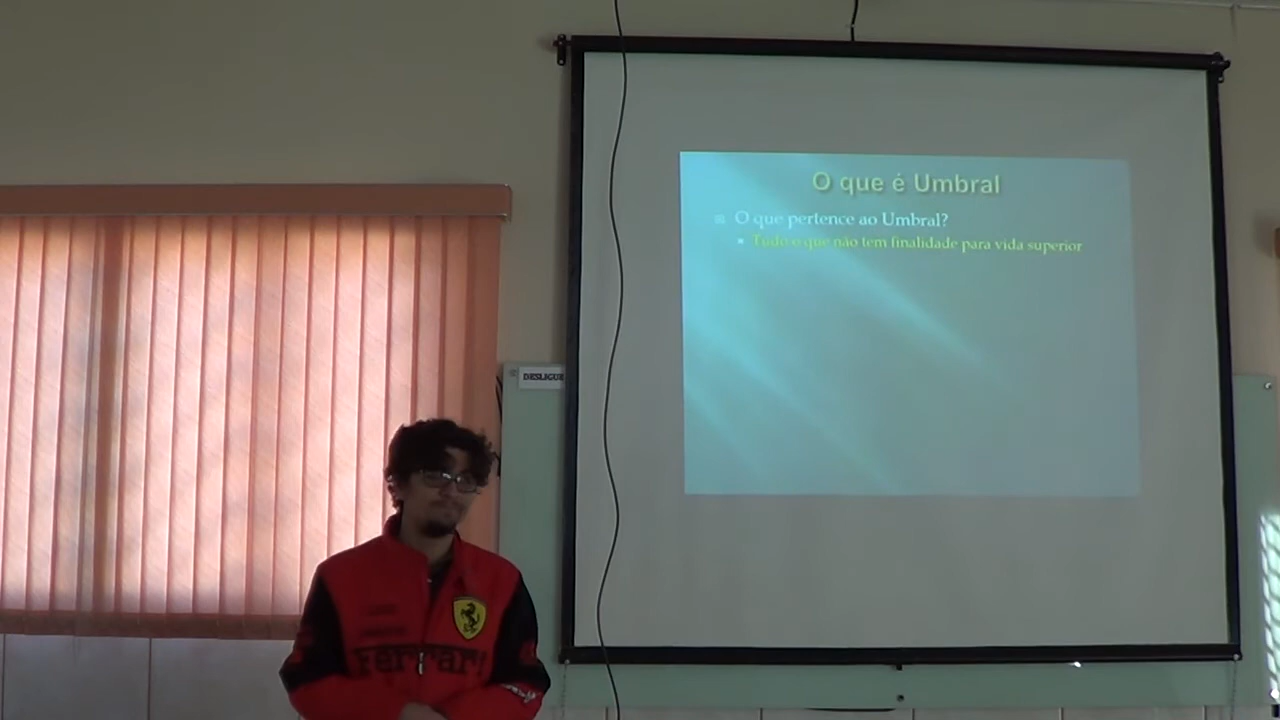 O que é Umbral
O que pertence ao Umbral?
Tudo o que não tem finalidade para vida superior
DESLIGUE
Ferrari